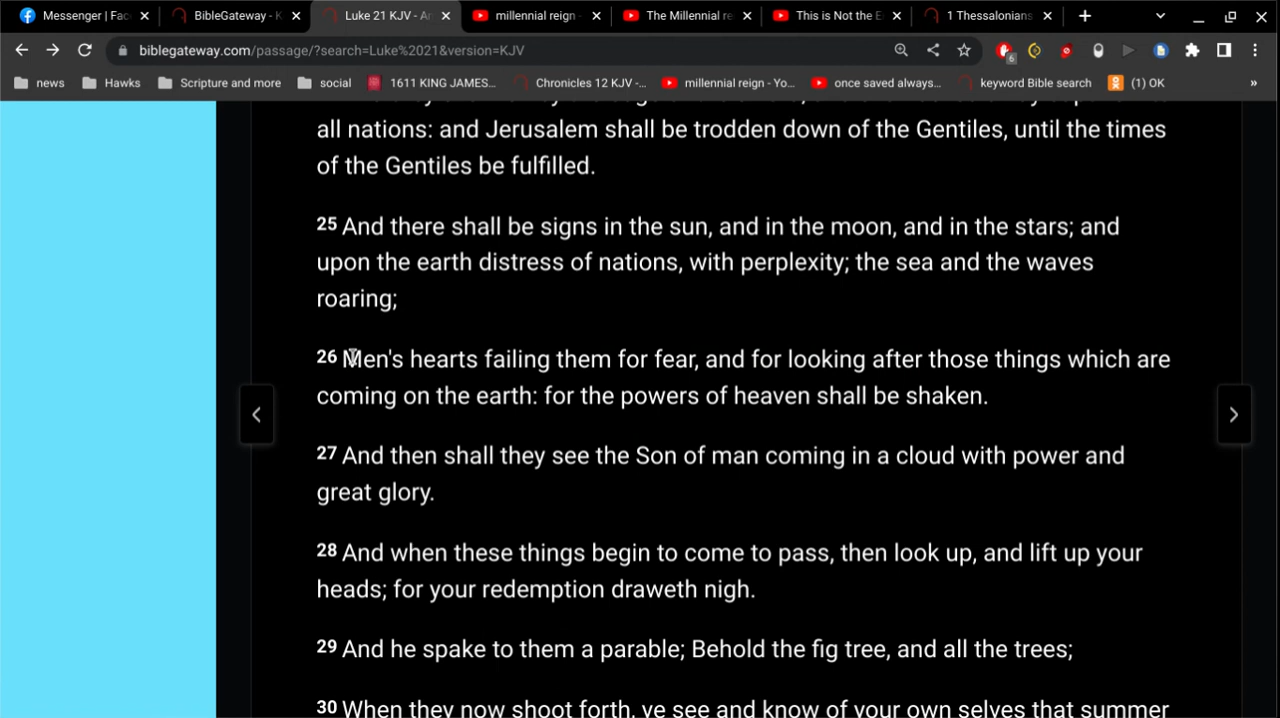 Messenger | Fac
BibleGateway - K
Luke 21 KJV - An
millennial reign -
The Millennial re
This is Not the E
1 Thessalonians
biblegateway.com/passage/?search=Luke%2021&version=KJV
6
news
Hawks
Scripture and more
social
1611 KING JAMES...
Chronicles 12 KJV -...
millennial reign - Yo...
once saved always...
keyword Bible search
(1) OK
»
all nations: and Jerusalem shall be trodden down of the Gentiles, until the times
of the Gentiles be fulfilled.
25 And there shall be signs in the sun, and in the moon, and in the stars; and
upon the earth distress of nations, with perplexity; the sea and the waves
roaring;
26 Men's hearts failing them for fear, and for looking after those things which are
coming on the earth: for the powers of heaven shall be shaken.
27 And then shall they see the Son of man coming in a cloud with power and
great glory.
28 And when these things begin to come to pass, then look up, and lift up your
heads; for your redemption draweth nigh.
29 And he spake to them a parable; Behold the fig tree, and all the trees;
30 When they now shoot forth, ye see and know of your own selves that summer